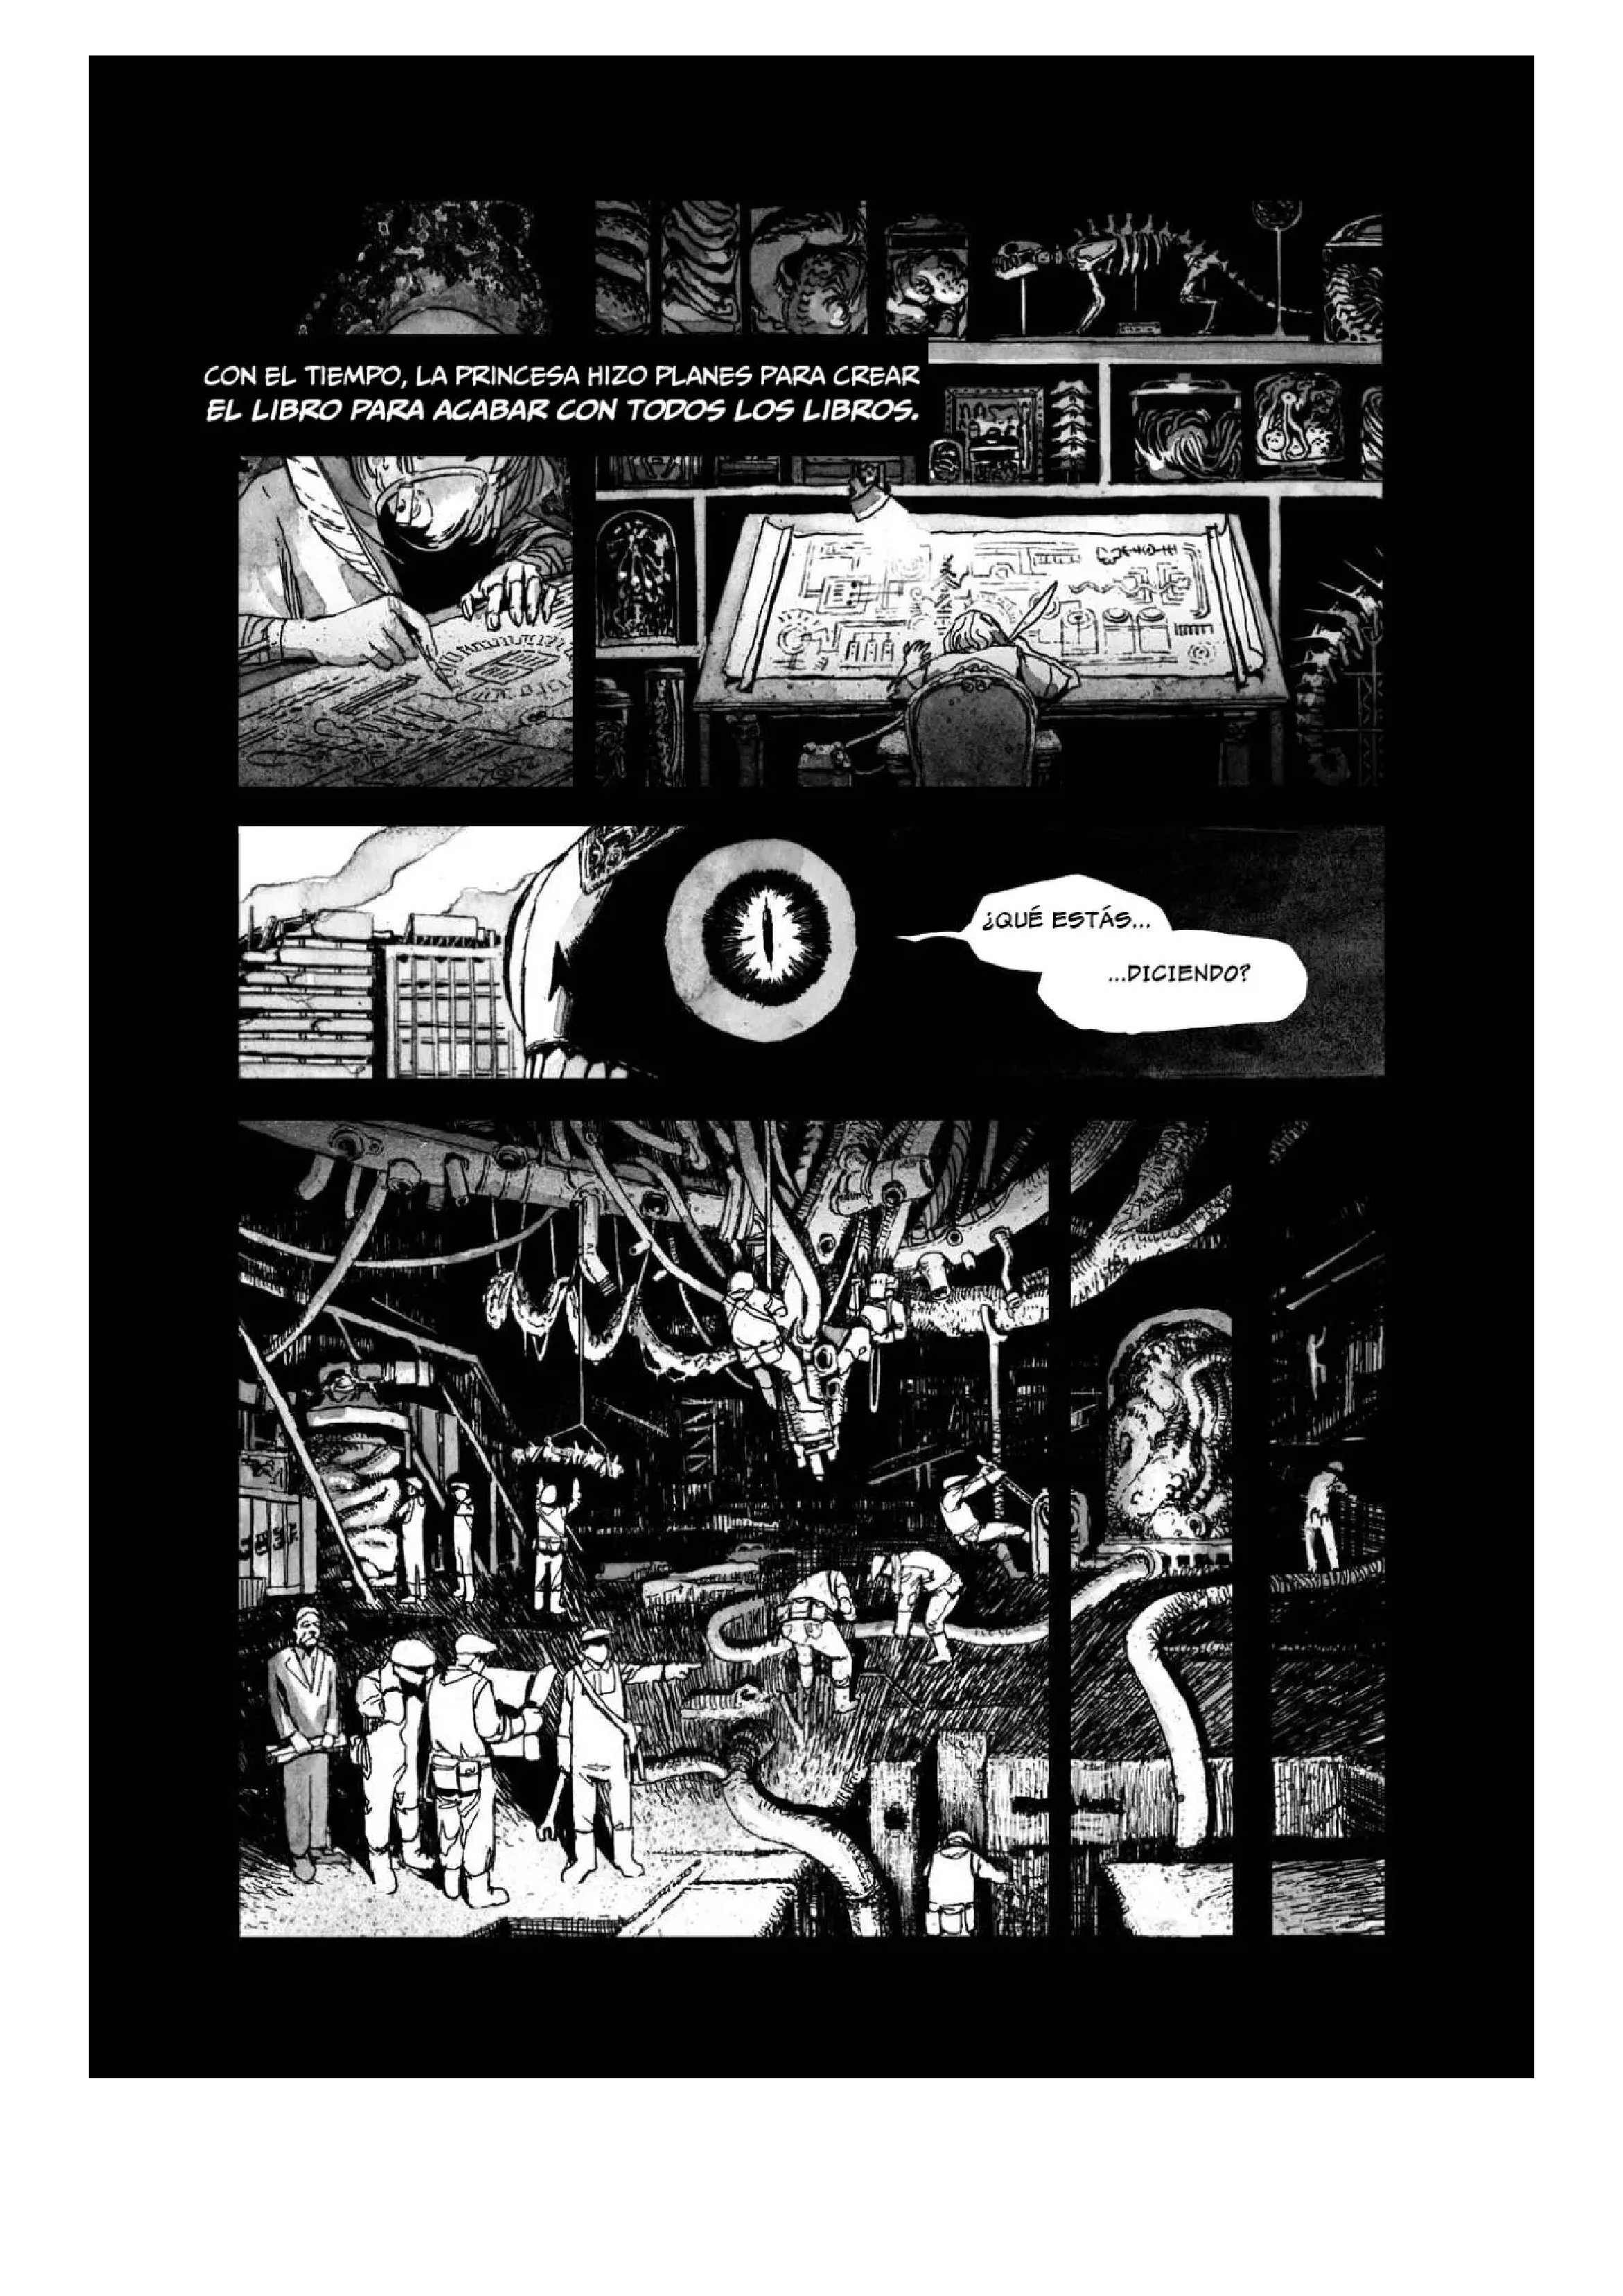 CON EL TIEMPO, LA PRINCESA HIZO PLANES PARA CREAR
EL LIBRO PARA ACABAR CON TODOS LOS LIBROS.
¿QUÉ ESTÁS...
...DICIENDO?